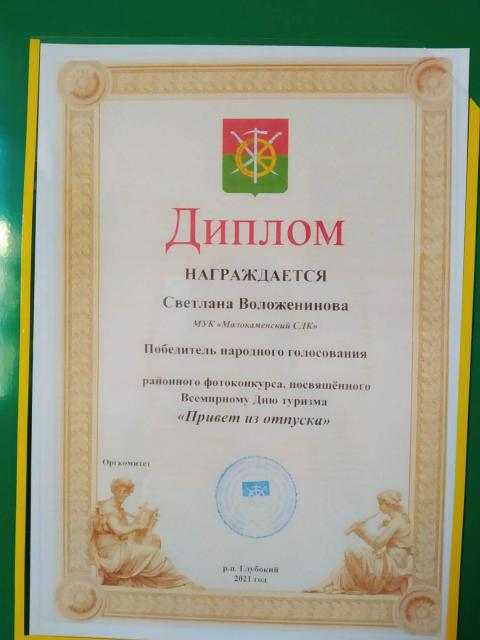 Диплом
НАГРАЖДАЕТСЯ
Светлана Воложенинова
МУК «Малокаменский СДК»
Победитель народного голосования
районного фотоконкурса, посвящённого
Всемирному Дню туризма
«Привет из отпуска»
Оргкомитет
р.п. Глубокий
2021 год